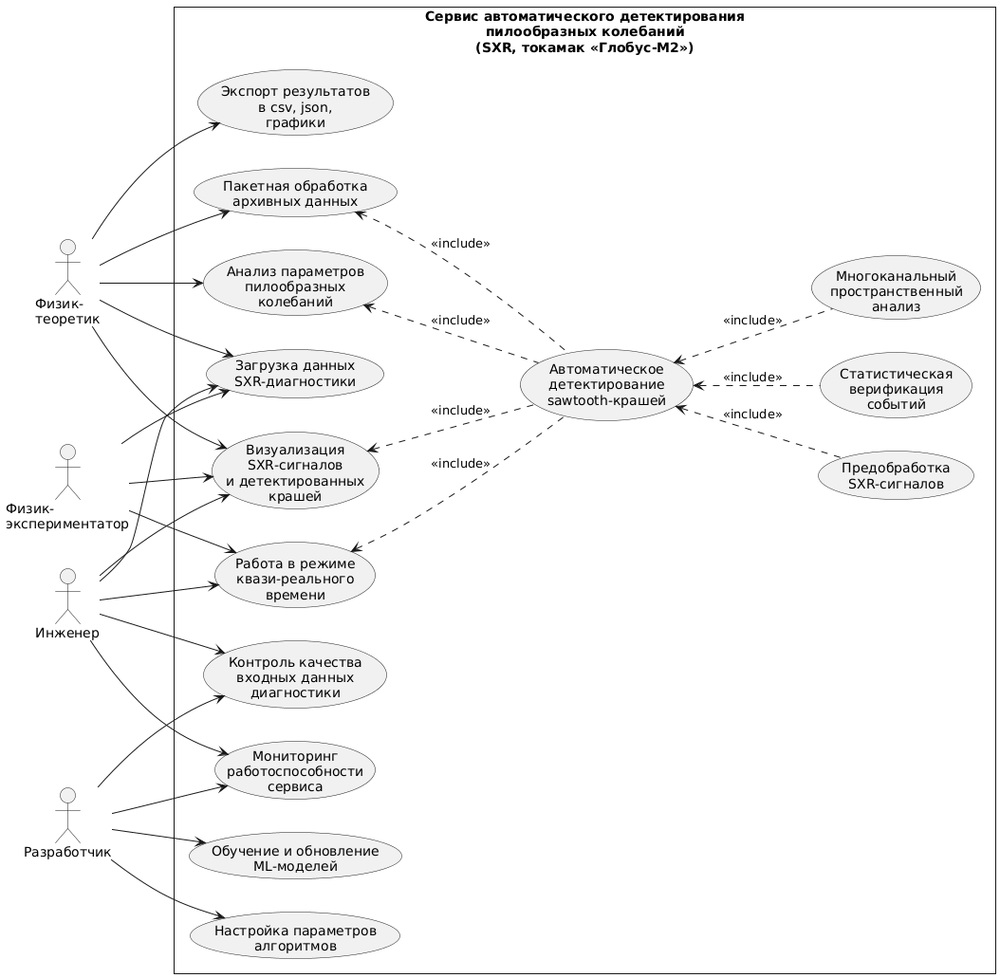 Сервис автоматического детектирования
пилообразных колебаний
(SXR, токамак «Глобус-М2»)
Экспорт результатов
в csv, json,
графики
Пакетная обработка
архивных данных
«include»
Анализ параметров
пилообразных
колебаний
«include»
Многоканальный
пространственный
анализ
«include»
Физик-
теоретик
Загрузка данных
SXR-диагностики
Автоматическое
детектирование
sawtooth-крашей
«include»
Статистическая
верификация
событий
«include»
«include»
Визуализация
SXR-сигналов
и детектированных
крашей
«include»
Предобработка
SXR-сигналов
Физик-
экспериментатор
Работа в режиме
квази-реального
времени
Инженер
Контроль качества
входных данных
диагностики
Мониторинг
работоспособности
сервиса
Разработчик
Обучение и обновление
ML-моделей
Настройка параметров
алгоритмов